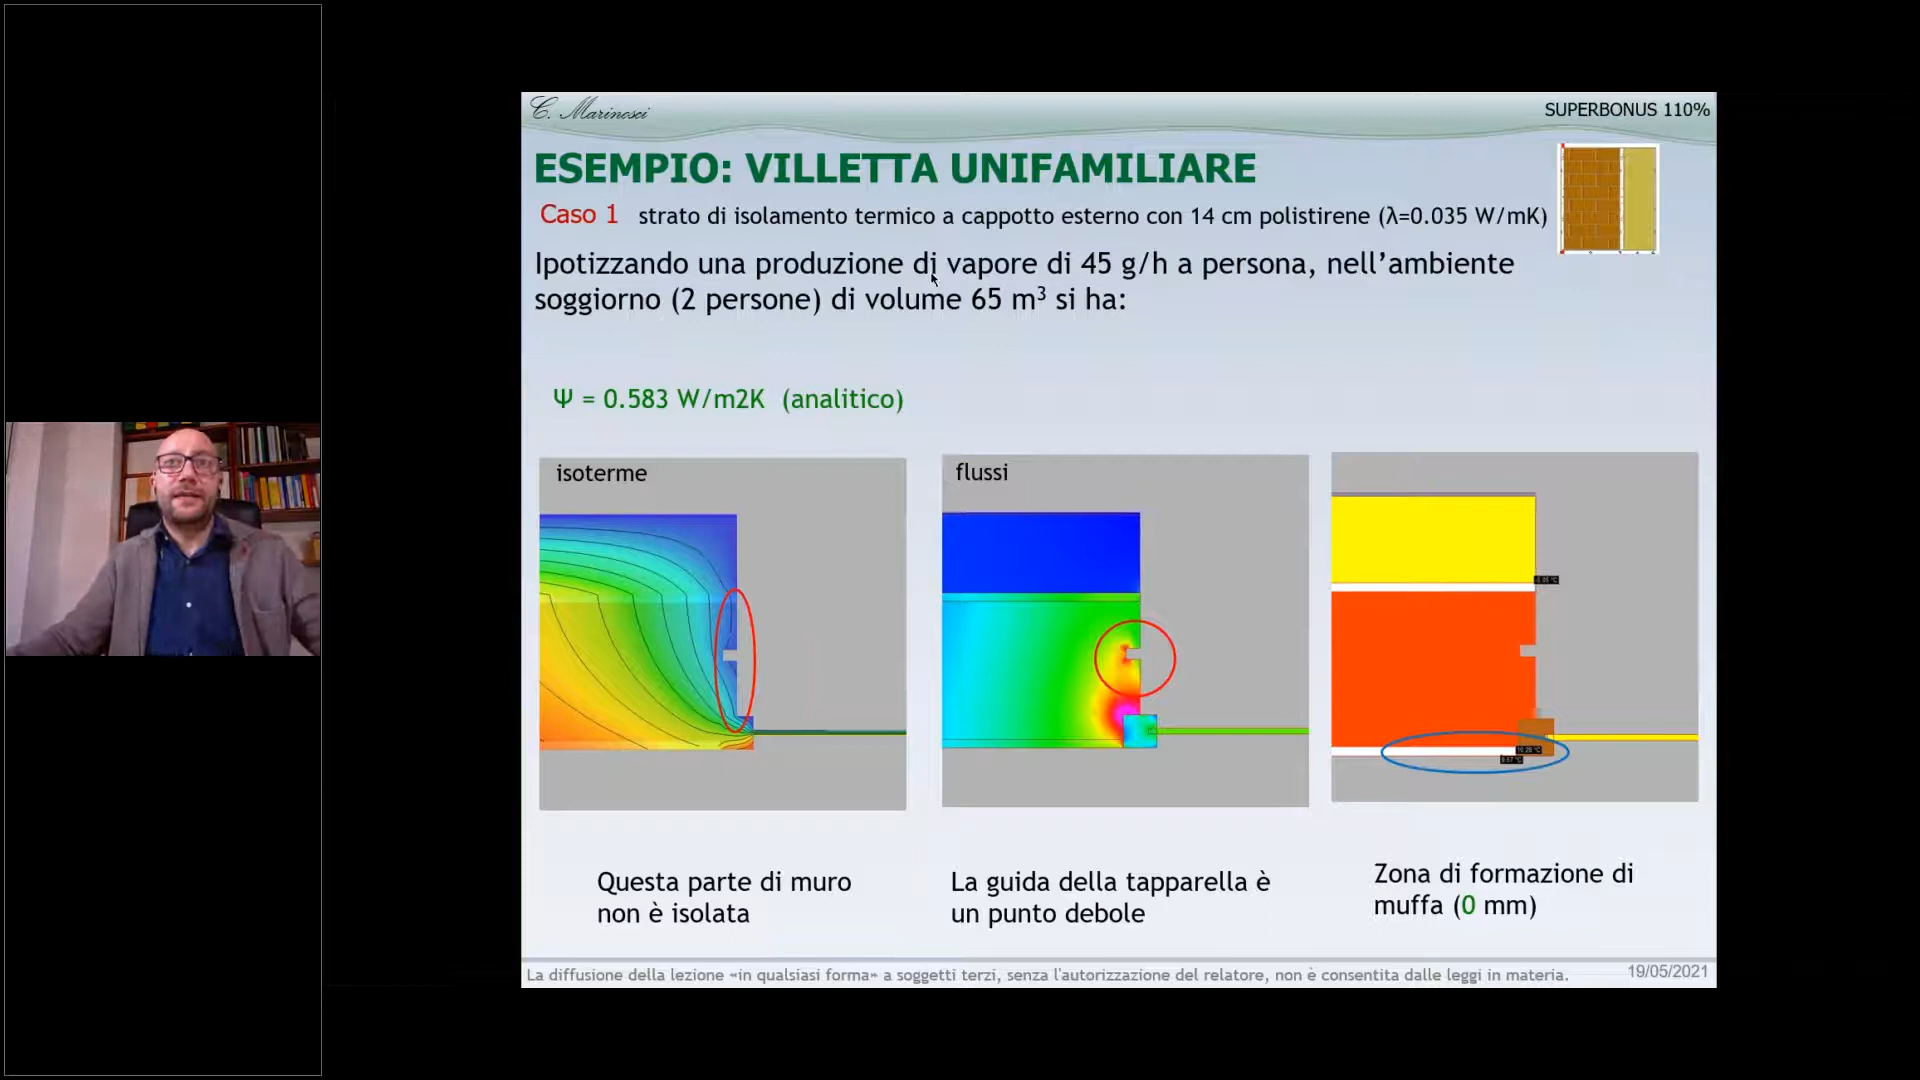 C. Marinosci
SUPERBONUS 110%
ESEMPIO: VILLETTA UNIFAMILIARE
Caso 1 strato di isolamento termico a cappotto esterno con 14 cm polistirene (λ=0.035 W/mK)
Ipotizzando una produzione di vapore di 45 g/h a persona, nell’ambiente
soggiorno (2 persone) di volume 65 m³ si ha:
Ψ = 0.583 W/m2K (analitico)
isoterme
flussi
Questa parte di muro
non è isolata
La guida della tapparella è
un punto debole
Zona di formazione di
muffa (0 mm)
La diffusione della lezione «in qualsiasi forma» a soggetti terzi, senza l'autorizzazione del relatore, non è consentita dalle leggi in materia.
19/05/2021